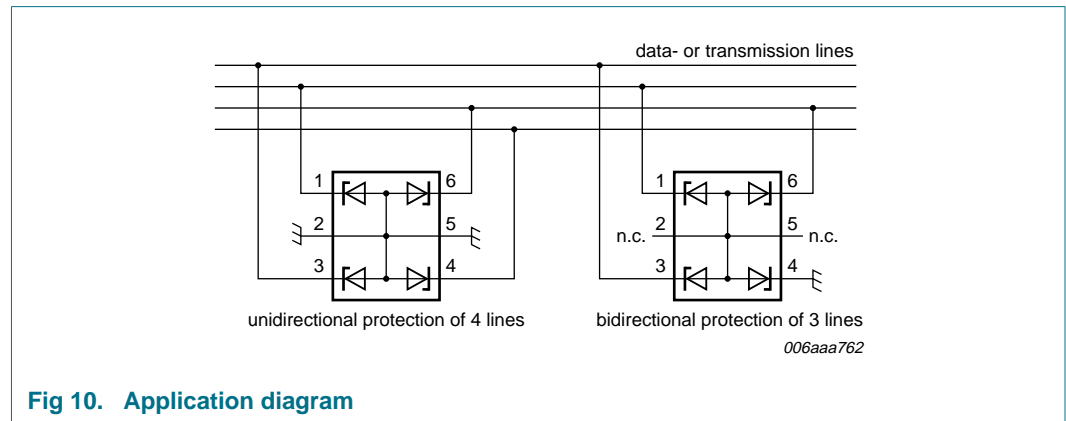 data- or transmission lines
1 6 1 6
2 5 n.c. 2 5 n.c.
3 4 3 4
unidirectional protection of 4 lines bidirectional protection of 3 lines
006aaa762
Fig 10. Application diagram